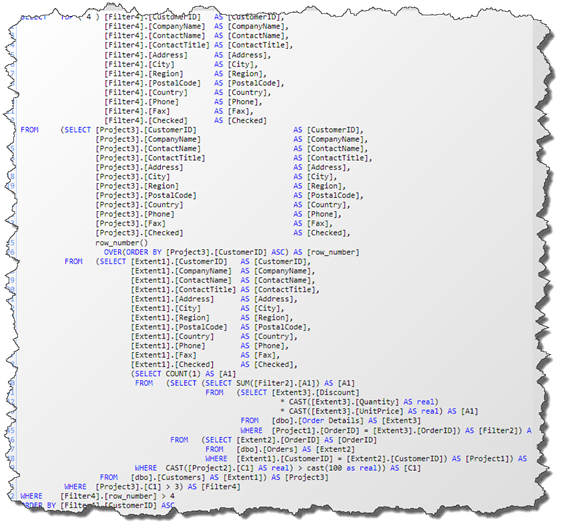 SELECT TOP ( 4 ) [Filter4].[CustomerID] AS [CustomerID],
[Filter4].[CompanyName] AS [CompanyName],
[Filter4].[ContactName] AS [ContactName],
[Filter4].[ContactTitle] AS [ContactTitle],
[Filter4].[Address] AS [Address],
[Filter4].[City] AS [City],
[Filter4].[Region] AS [Region],
[Filter4].[PostalCode] AS [PostalCode],
[Filter4].[Country] AS [Country],
[Filter4].[Phone] AS [Phone],
[Filter4].[Fax] AS [Fax],
[Filter4].[Checked] AS [Checked]
FROM (SELECT [Project3].[CustomerID] AS [CustomerID],
[Project3].[CompanyName] AS [CompanyName],
[Project3].[ContactName] AS [ContactName],
[Project3].[ContactTitle] AS [ContactTitle],
[Project3].[Address] AS [Address],
[Project3].[City] AS [City],
[Project3].[Region] AS [Region],
[Project3].[PostalCode] AS [PostalCode],
[Project3].[Country] AS [Country],
[Project3].[Phone] AS [Phone],
[Project3].[Fax] AS [Fax],
[Project3].[Checked] AS [Checked],
row_number()
OVER(ORDER BY [Project3].[CustomerID] ASC) AS [row_number]
FROM (SELECT [Extent1].[CustomerID] AS [CustomerID],
[Extent1].[CompanyName] AS [CompanyName],
[Extent1].[ContactName] AS [ContactName],
[Extent1].[ContactTitle] AS [ContactTitle],
[Extent1].[Address] AS [Address],
[Extent1].[City] AS [City],
[Extent1].[Region] AS [Region],
[Extent1].[PostalCode] AS [PostalCode],
[Extent1].[Country] AS [Country],
[Extent1].[Phone] AS [Phone],
[Extent1].[Fax] AS [Fax],
[Extent1].[Checked] AS [Checked],
(SELECT COUNT(1) AS [A1]
FROM (SELECT (SELECT SUM([Filter2].[A1]) AS [A1]
FROM (SELECT [Extent3].[Discount]
* CAST([Extent3].[Quantity] AS real)
* CAST([Extent3].[UnitPrice] AS real) AS [A1]
FROM [dbo].[Order Details] AS [Extent3]
WHERE [Project1].[OrderID] = [Extent3].[OrderID]) AS [Filter2]) A
FROM (SELECT [Extent2].[OrderID] AS [OrderID]
FROM [dbo].[Orders] AS [Extent2]
WHERE [Extent1].[CustomerID] = [Extent2].[CustomerID]) AS [Project1]) AS
WHERE CAST([Project2].[C1] AS real) > cast(100 as real)) AS [C1]
FROM [dbo].[Customers] AS [Extent1]) AS [Project3]
WHERE [Project3].[C1] > 3) AS [Filter4]
WHERE [Filter4].[row_number] > 4
ORDER BY [Filter4].[CustomerID] ASC